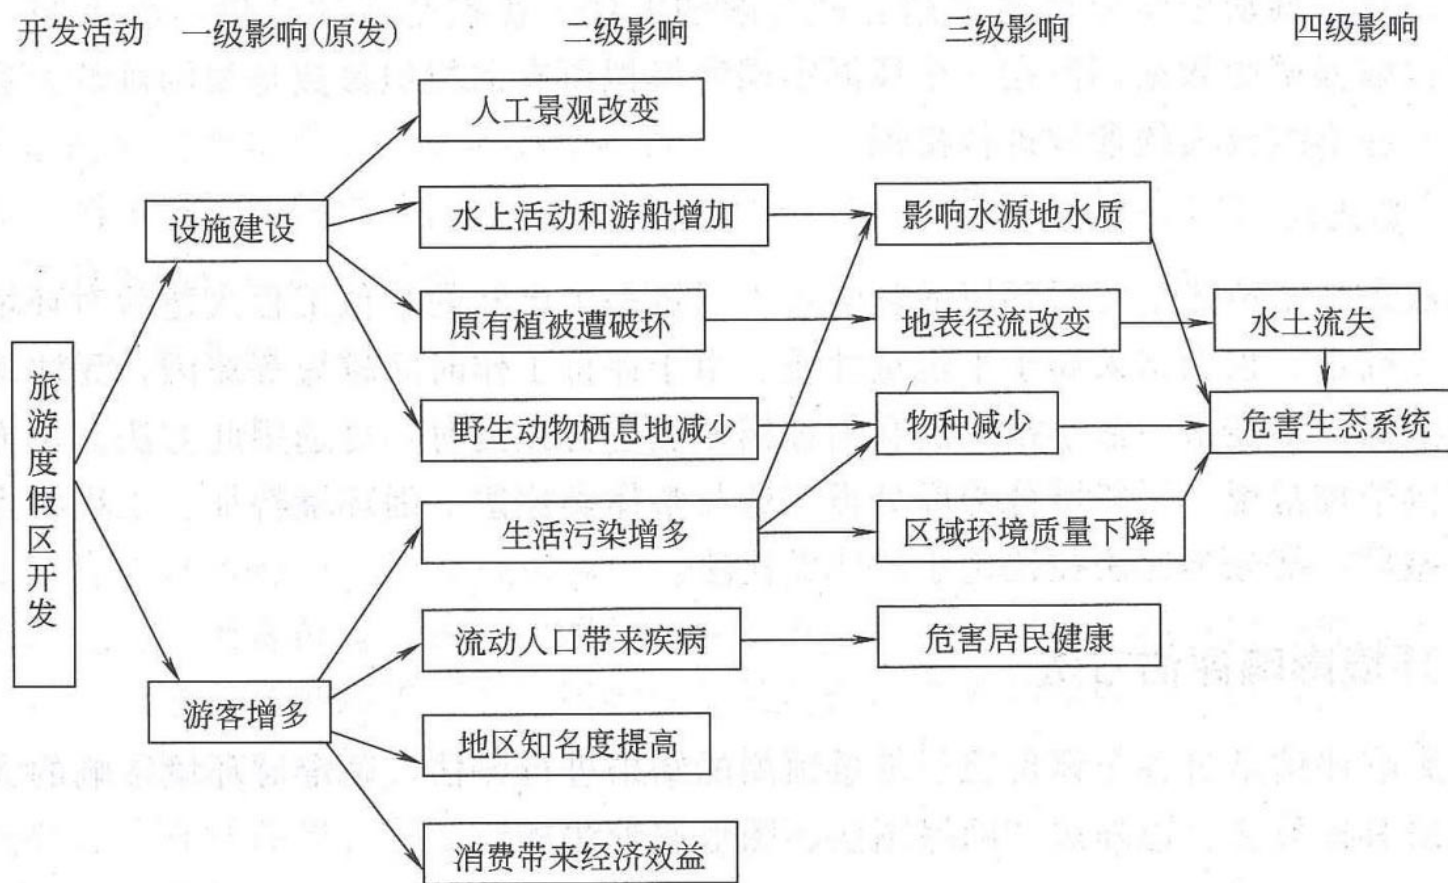 开发活动 一级影响(原发) 二级影响 三级影响 四级影响
人工景观改变
设施建设 水上活动和游船增加 影响水源地水质
原有植被遭破坏 地表径流改变 水土流失
旅游度假区开发
野生动物栖息地减少 物种减少 危害生态系统
生活污染增多 区域环境质量下降
流动人口带来疾病 危害居民健康
游客增多
地区知名度提高
消费带来经济效益